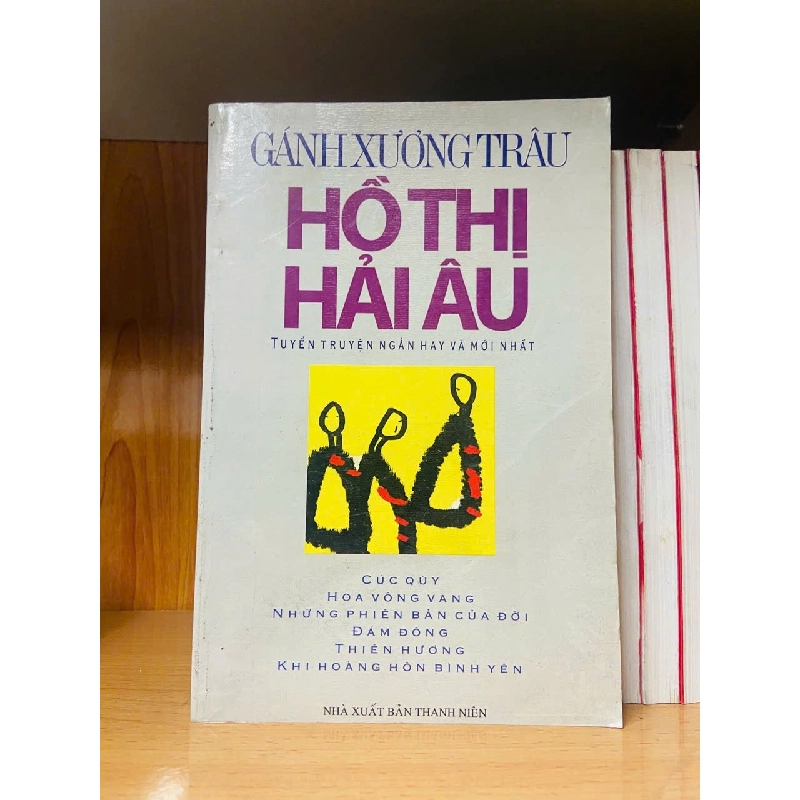 GÁNH XƯƠNG TRÂU
HỒ THỊ
HẢI ÂU
TUYỂN TRUYỆN NGẮN HAY VÀ MỚI NHẤT
CÚC QUỲ
HOA VÔNG VANG
NHỮNG PHIÊN BẢN CỦA ĐỜI
ĐÁM ĐÔNG
THIÊN HƯƠNG
KHI HOÀNG HÔN BÌNH YÊN
NHÀ XUẤT BẢN THANH NIÊN